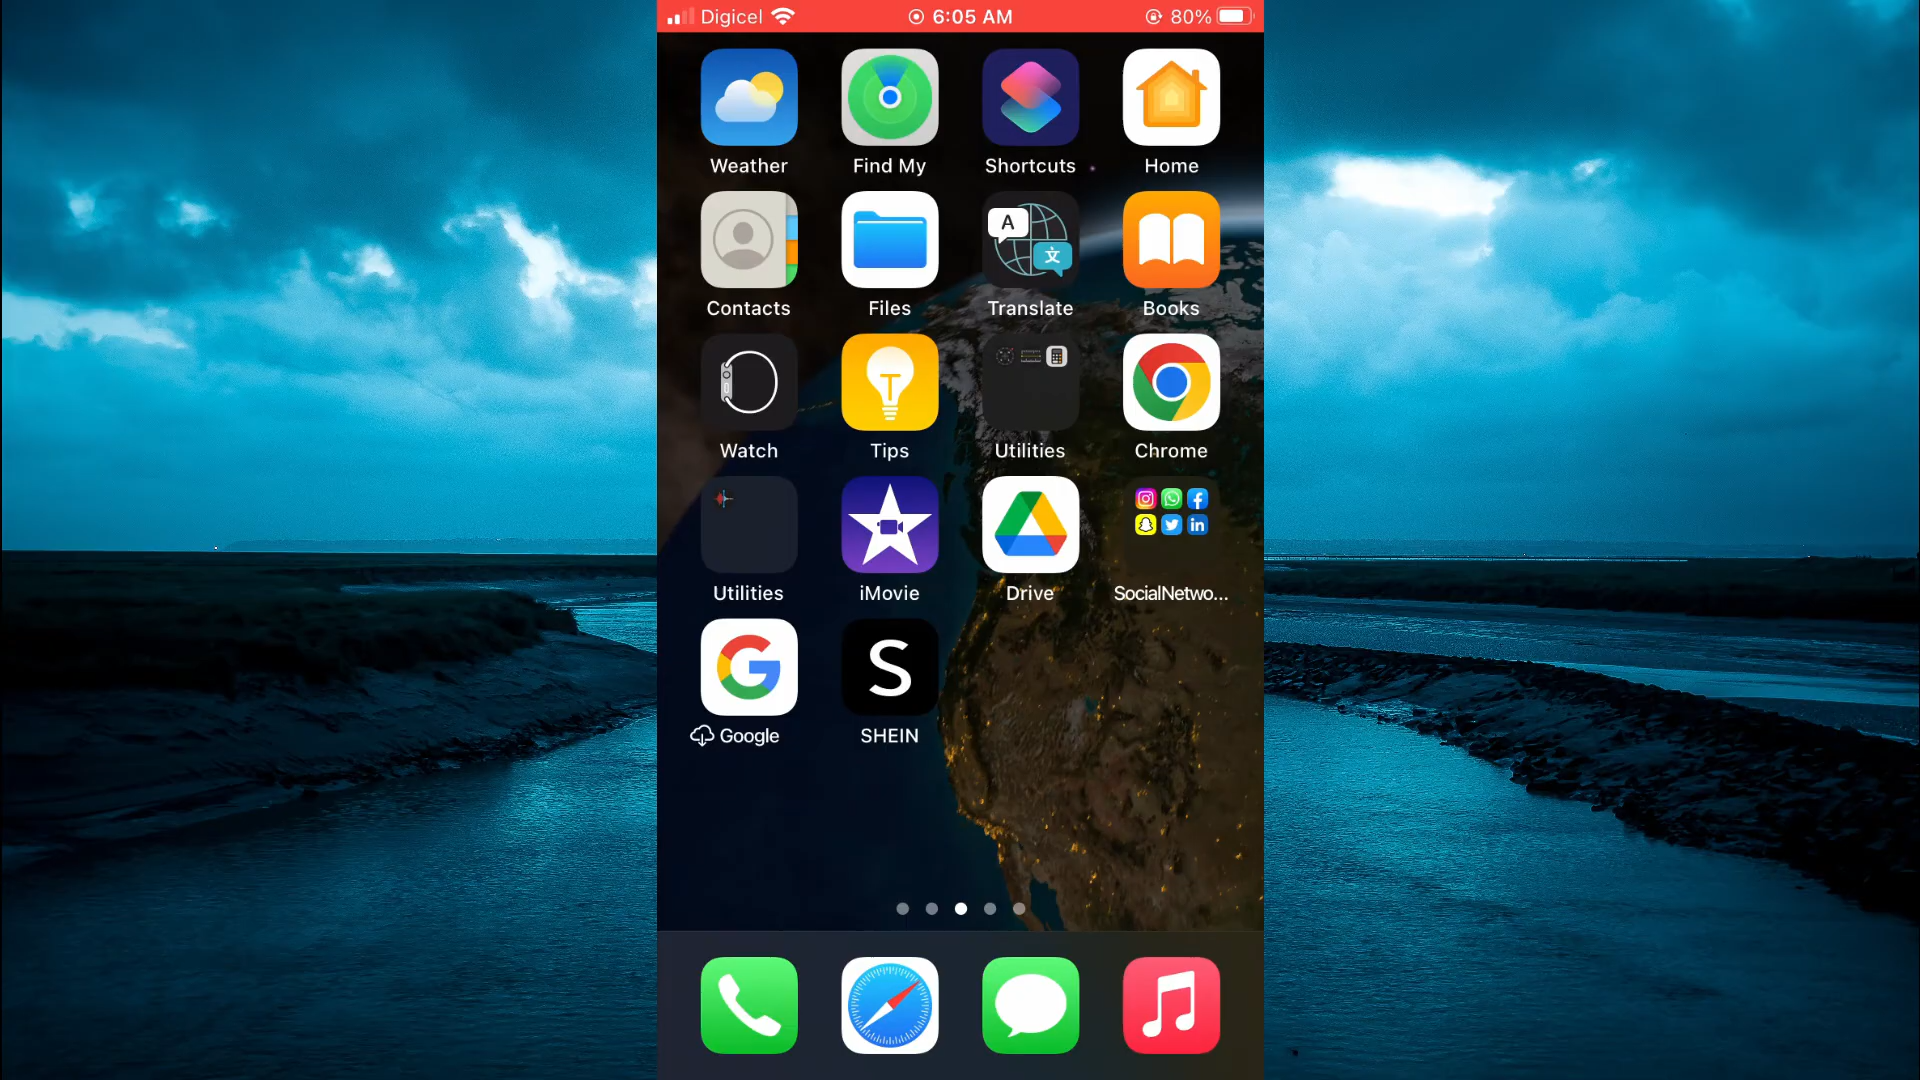 Digicel 6:05 AM 80%
Weather Find My Shortcuts Home
A 文
Contacts Files Translate Books
Watch Tips Utilities Chrome
Utilities iMovie Drive SocialNetwo...
S
Google SHEIN